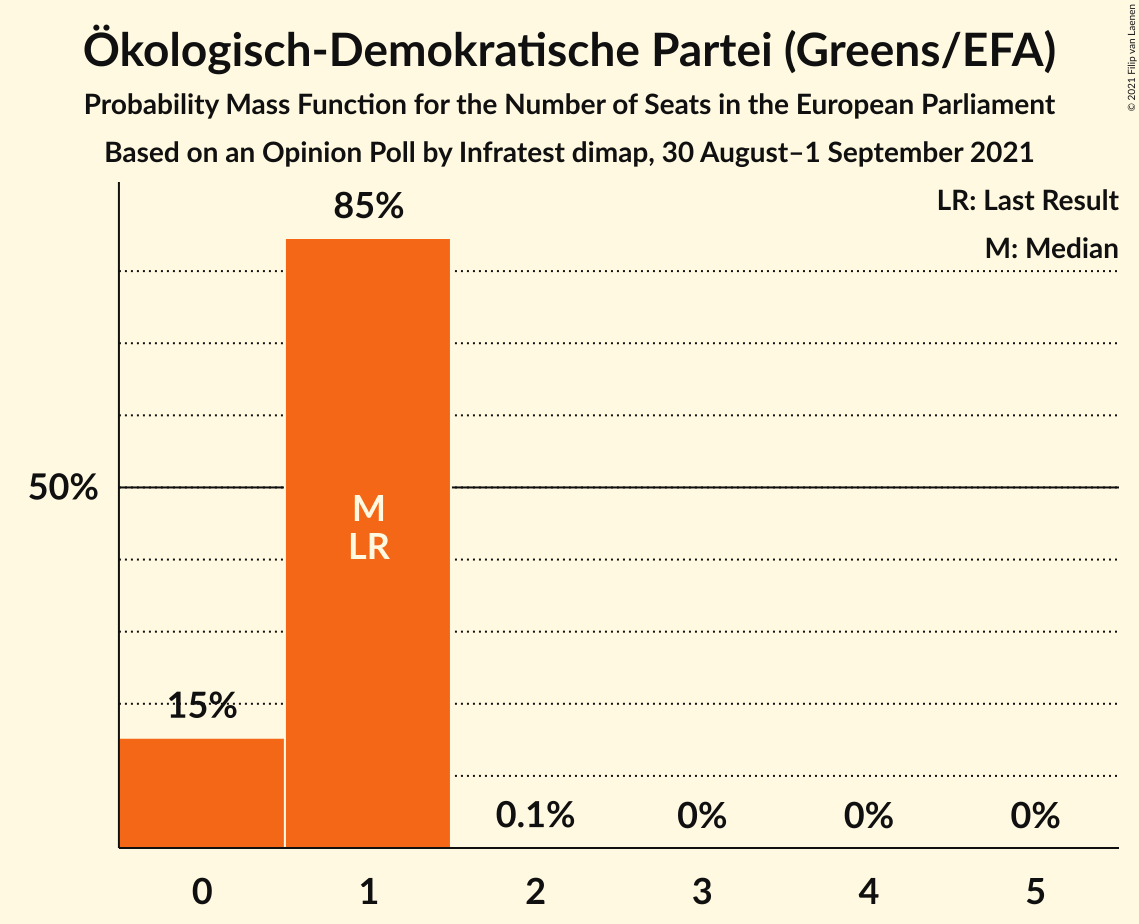 Ökologisch-Demokratische Partei (Greens/EFA)
Probability Mass Function for the Number of Seats in the European Parliament
Based on an Opinion Poll by Infratest dimap, 30 August–1 September 2021
© 2021 Filip van Laenen
LR: Last Result
M: Median
85%
50%
M
LR
15%
0.1%
0%
0%
0%
0
1
2
3
4
5